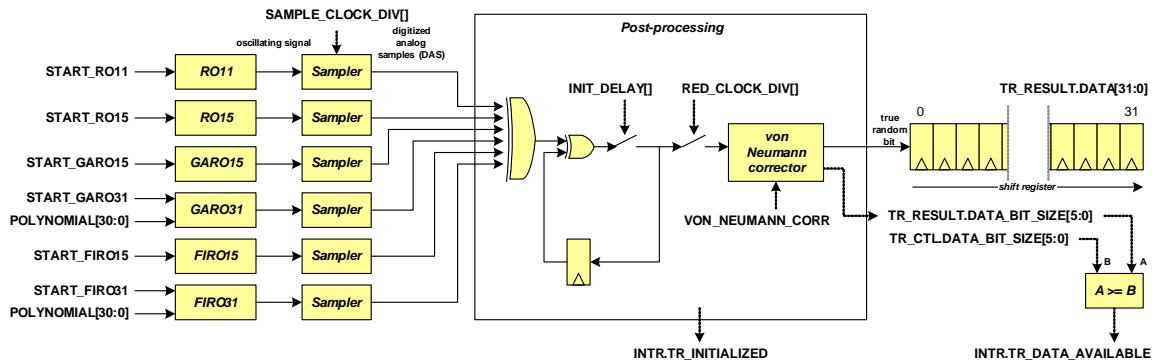 SAMPLE_CLOCK_DIV[]
oscillating signal
digitized
analog
samples (DAS)
Post-processing
START_RO11
RO11
Sampler
START_RO15
RO15
Sampler
START_GARO15
GARO15
Sampler
START_GARO31
POLYNOMIAL[30:0]
GARO31
Sampler
START_FIRO15
FIRO15
Sampler
START_FIRO31
POLYNOMIAL[30:0]
FIRO31
Sampler
INIT_DELAY[]
RED_CLOCK_DIV[]
von
Neumann
corrector
VON_NEUMANN_CORR
true
random
bit
TR_RESULT.DATA[31:0]
0
31
shift register
TR_RESULT.DATA_BIT_SIZE[5:0]
TR_CTL.DATA_BIT_SIZE[5:0]
B
A
A >= B
INTR.TR_INITIALIZED
INTR.TR_DATA_AVAILABLE